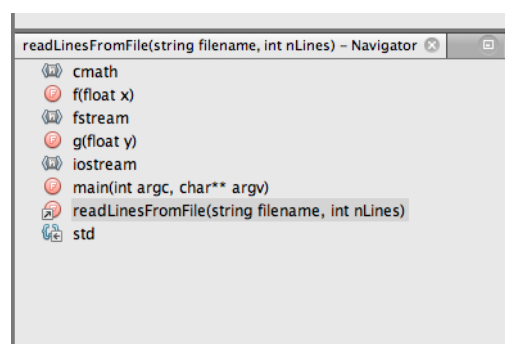 readLinesFromFile(string filename, int nLines) – Navigator
cmath
f(float x)
fstream
g(float y)
iostream
main(int argc, char** argv)
readLinesFromFile(string filename, int nLines)
std